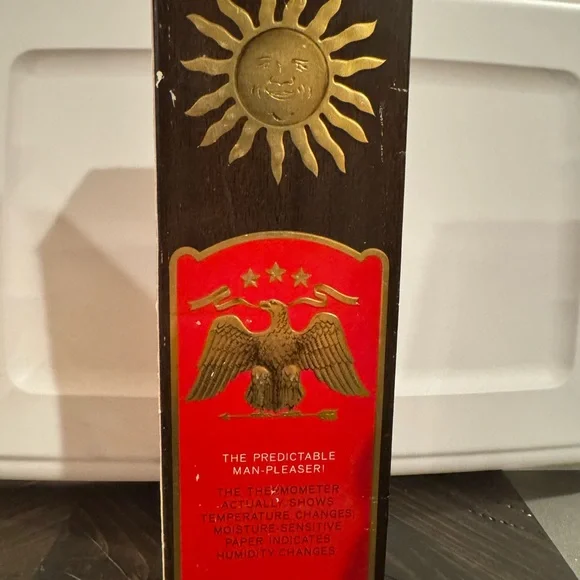 THE PREDICTABLE
MAN-PLEASER!
THE THERMOMETER
ACTUALLY SHOWS
TEMPERATURE CHANGES;
MOISTURE-SENSITIVE
PAPER INDICATES
HUMIDITY CHANGES